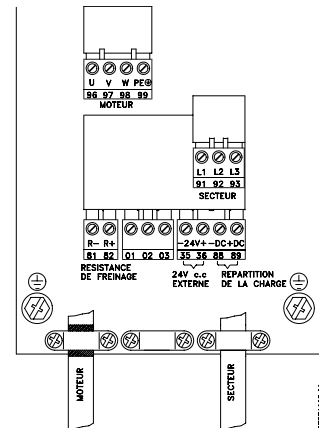 U V W PE
96 97 98 99
MOTEUR
L1 L2 L3
91 92 93
SECTEUR
R- R+
81 82
01 02 03
-24V+ -DC+DC
35 36 88 89
RESISTANCE
DE FREINAGE
24V c.c
EXTERNE
REPARTITION
DE LA CHARGE
MOTEUR
SECTEUR